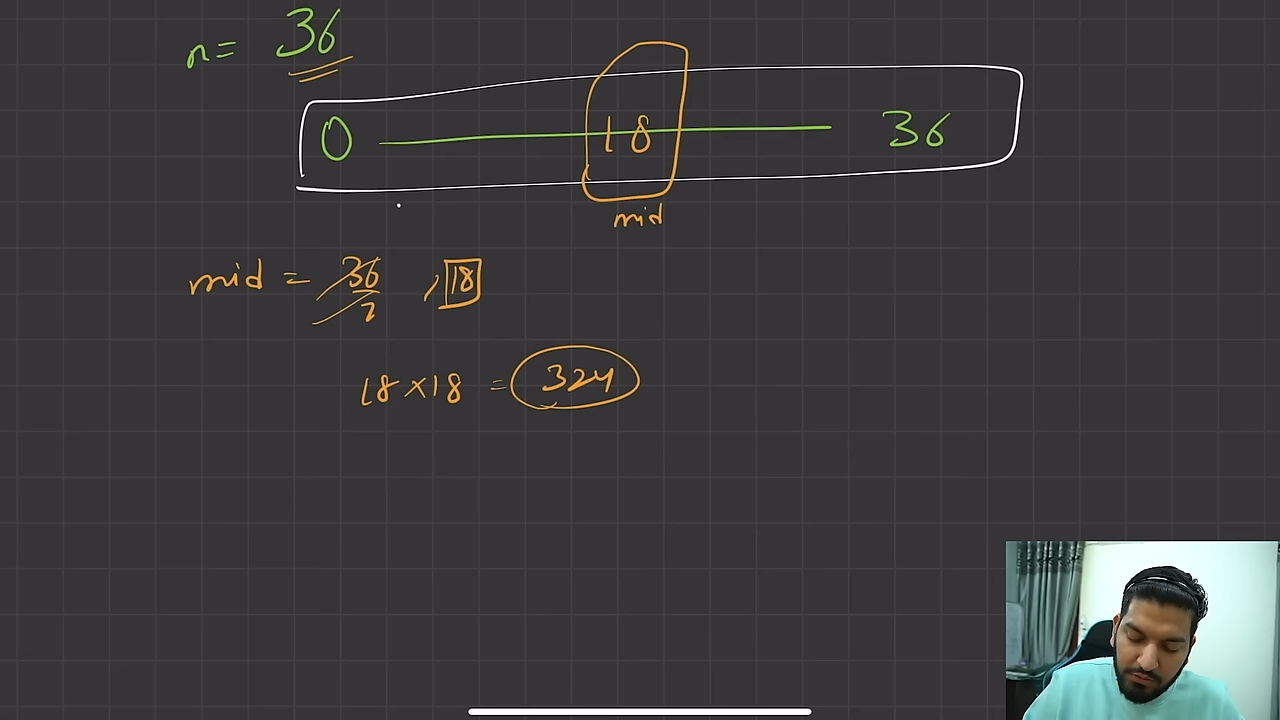 n = 36
0 18 36
mid
mid = 36/2 , 18
18 × 18 = 324